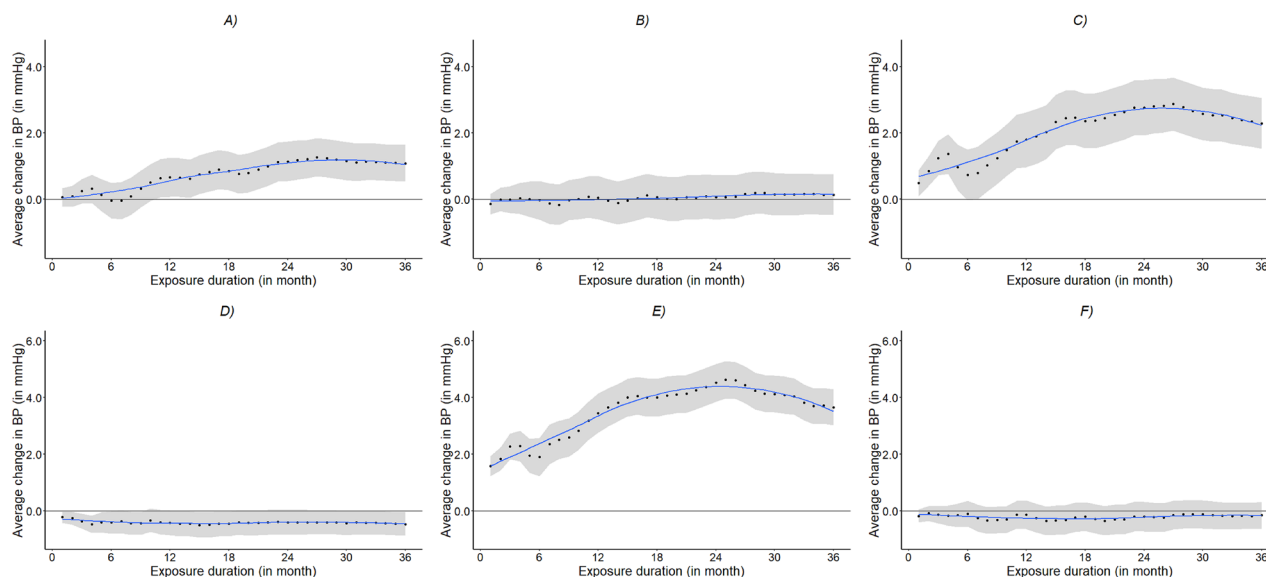 A)
Average change in BP (in mmHg)
4.0
2.0
0.0
0 6 12 18 24 30 36
Exposure duration (in month)
B)
Average change in BP (in mmHg)
4.0
2.0
0.0
0 6 12 18 24 30 36
Exposure duration (in month)
C)
Average change in BP (in mmHg)
4.0
2.0
0.0
0 6 12 18 24 30 36
Exposure duration (in month)
D)
Average change in BP (in mmHg)
6.0
4.0
2.0
0.0
0 6 12 18 24 30 36
Exposure duration (in month)
E)
Average change in BP (in mmHg)
6.0
4.0
2.0
0.0
0 6 12 18 24 30 36
Exposure duration (in month)
F)
Average change in BP (in mmHg)
6.0
4.0
2.0
0.0
0 6 12 18 24 30 36
Exposure duration (in month)